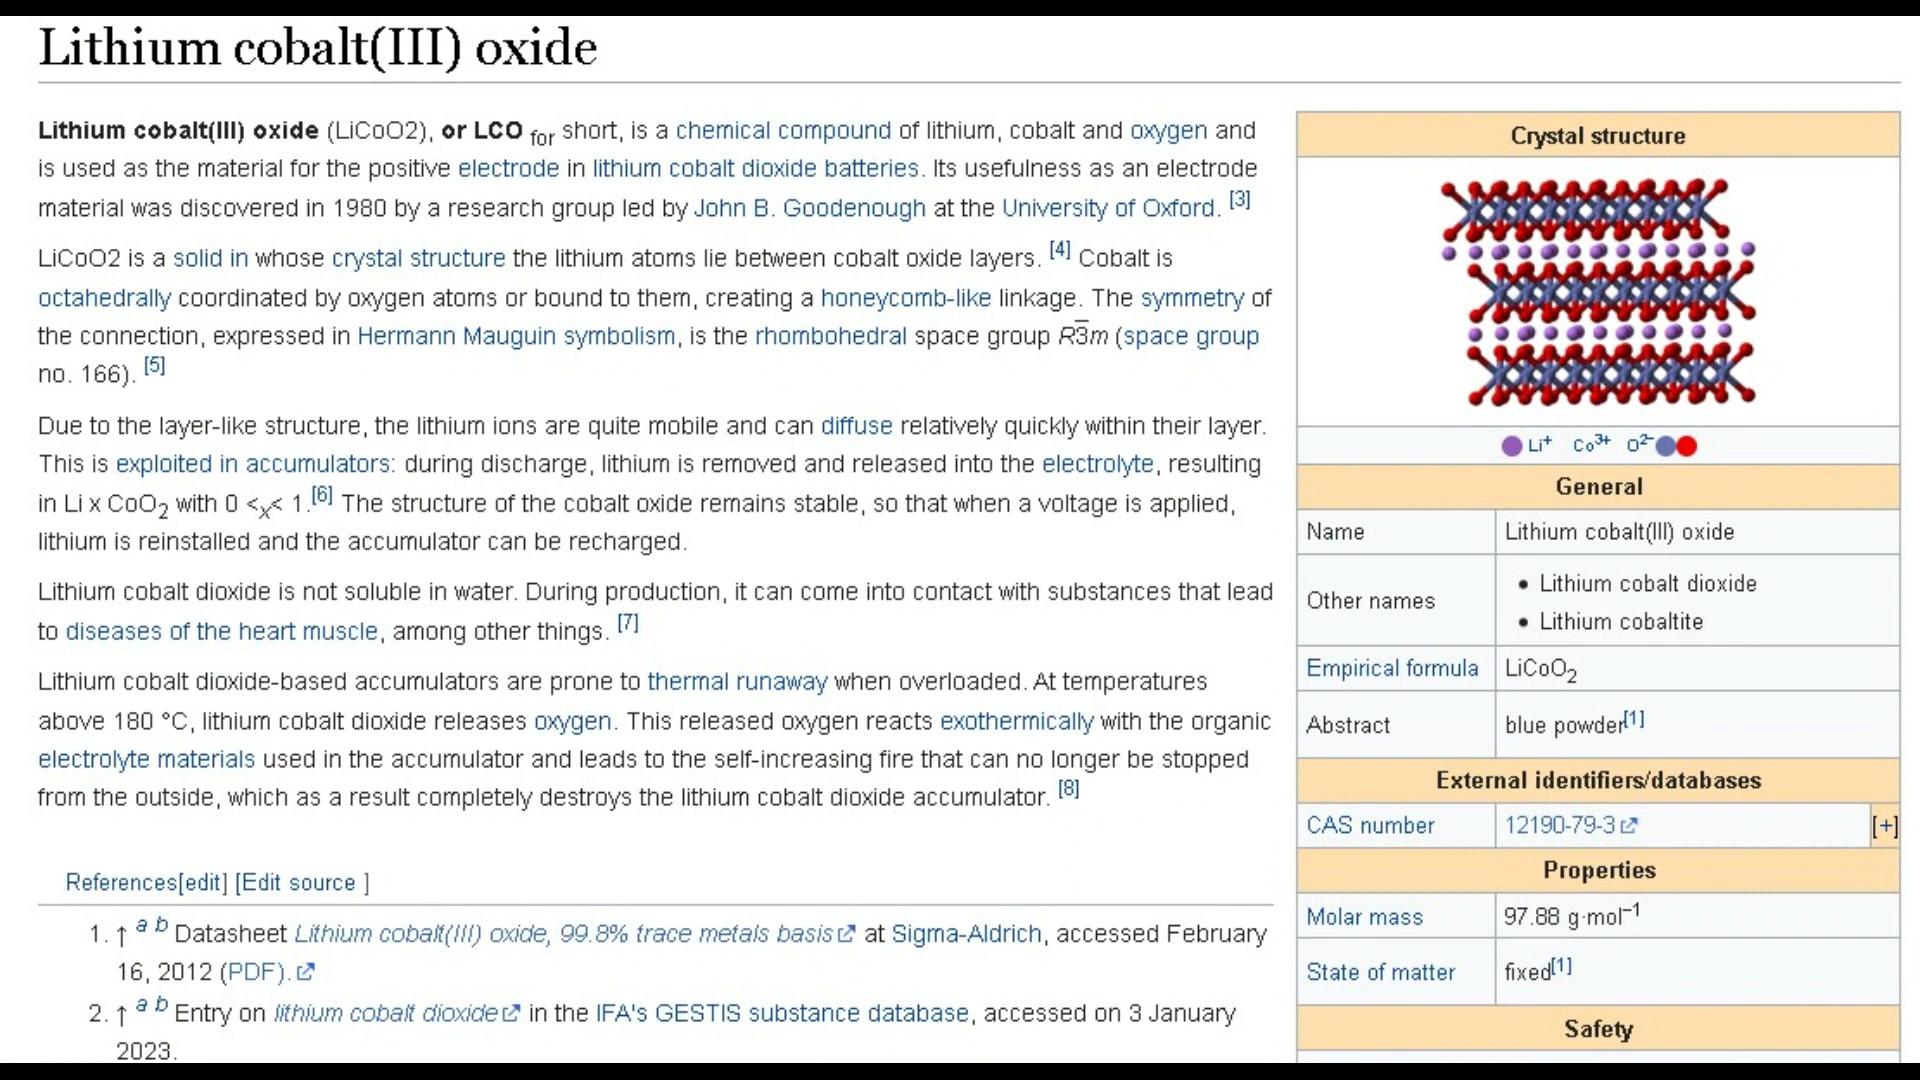 Lithium cobalt(III) oxide
Lithium cobalt(III) oxide (LiCoO2), or LCO for short, is a chemical compound of lithium, cobalt and oxygen and
is used as the material for the positive electrode in lithium cobalt dioxide batteries. Its usefulness as an electrode
material was discovered in 1980 by a research group led by John B. Goodenough at the University of Oxford. [3]
LiCoO2 is a solid in whose crystal structure the lithium atoms lie between cobalt oxide layers. [4] Cobalt is
octahedrally coordinated by oxygen atoms or bound to them, creating a honeycomb-like linkage. The symmetry of
the connection, expressed in Hermann Mauguin symbolism, is the rhombohedral space group R3̅m (space group
no. 166). [5]
Due to the layer-like structure, the lithium ions are quite mobile and can diffuse relatively quickly within their layer.
This is exploited in accumulators: during discharge, lithium is removed and released into the electrolyte, resulting
in Li x CoO₂ with 0 <x< 1.[6] The structure of the cobalt oxide remains stable, so that when a voltage is applied,
lithium is reinstalled and the accumulator can be recharged.
Lithium cobalt dioxide is not soluble in water. During production, it can come into contact with substances that lead
to diseases of the heart muscle, among other things. [7]
Lithium cobalt dioxide-based accumulators are prone to thermal runaway when overloaded. At temperatures
above 180 °C, lithium cobalt dioxide releases oxygen. This released oxygen reacts exothermically with the organic
electrolyte materials used in the accumulator and leads to the self-increasing fire that can no longer be stopped
from the outside, which as a result completely destroys the lithium cobalt dioxide accumulator. [8]
References[edit] [Edit source ]
1. ↑ a b Datasheet Lithium cobalt(III) oxide, 99.8% trace metals basis at Sigma-Aldrich, accessed February
16, 2012 (PDF).
2. ↑ a b Entry on lithium cobalt dioxide in the IFA's GESTIS substance database, accessed on 3 January
2023.
Crystal structure
Li⁺ Co³⁺ O²⁻
General
Name Lithium cobalt(III) oxide
Other names
• Lithium cobalt dioxide
• Lithium cobaltite
Empirical formula LiCoO₂
Abstract blue powder[1]
External identifiers/databases
CAS number 12190-79-3 [+]
Properties
Molar mass 97.88 g·mol⁻¹
State of matter fixed[1]
Safety